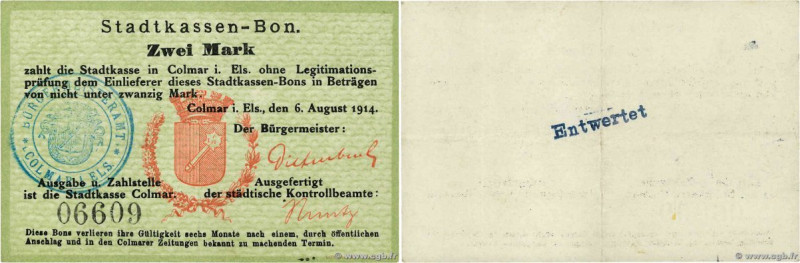 Stadtkassen-Bon.
Zwei Mark
zahlt die Stadtkasse in Colmar i. Els. ohne Legitimations-
prüfung dem Einlieferer dieses Stadtkassen-Bons in Beträgen
von nicht unter zwanzig Mark.
Colmar i. Els., den 6. August 1914.
Der Bürgermeister:
Ausgabe u. Zahlstelle
ist die Stadtkasse Colmar.
Ausgefertigt
der städtische Kontrollbeamte:
06609
Diese Bons verlieren ihre Gültigkeit sechs Monate nach einem, durch öffentlichen
Anschlag und in den Colmarer Zeitungen bekannt zu machenden Termin.
Entwertet
© www.cgb.fr
© www.cgb.fr